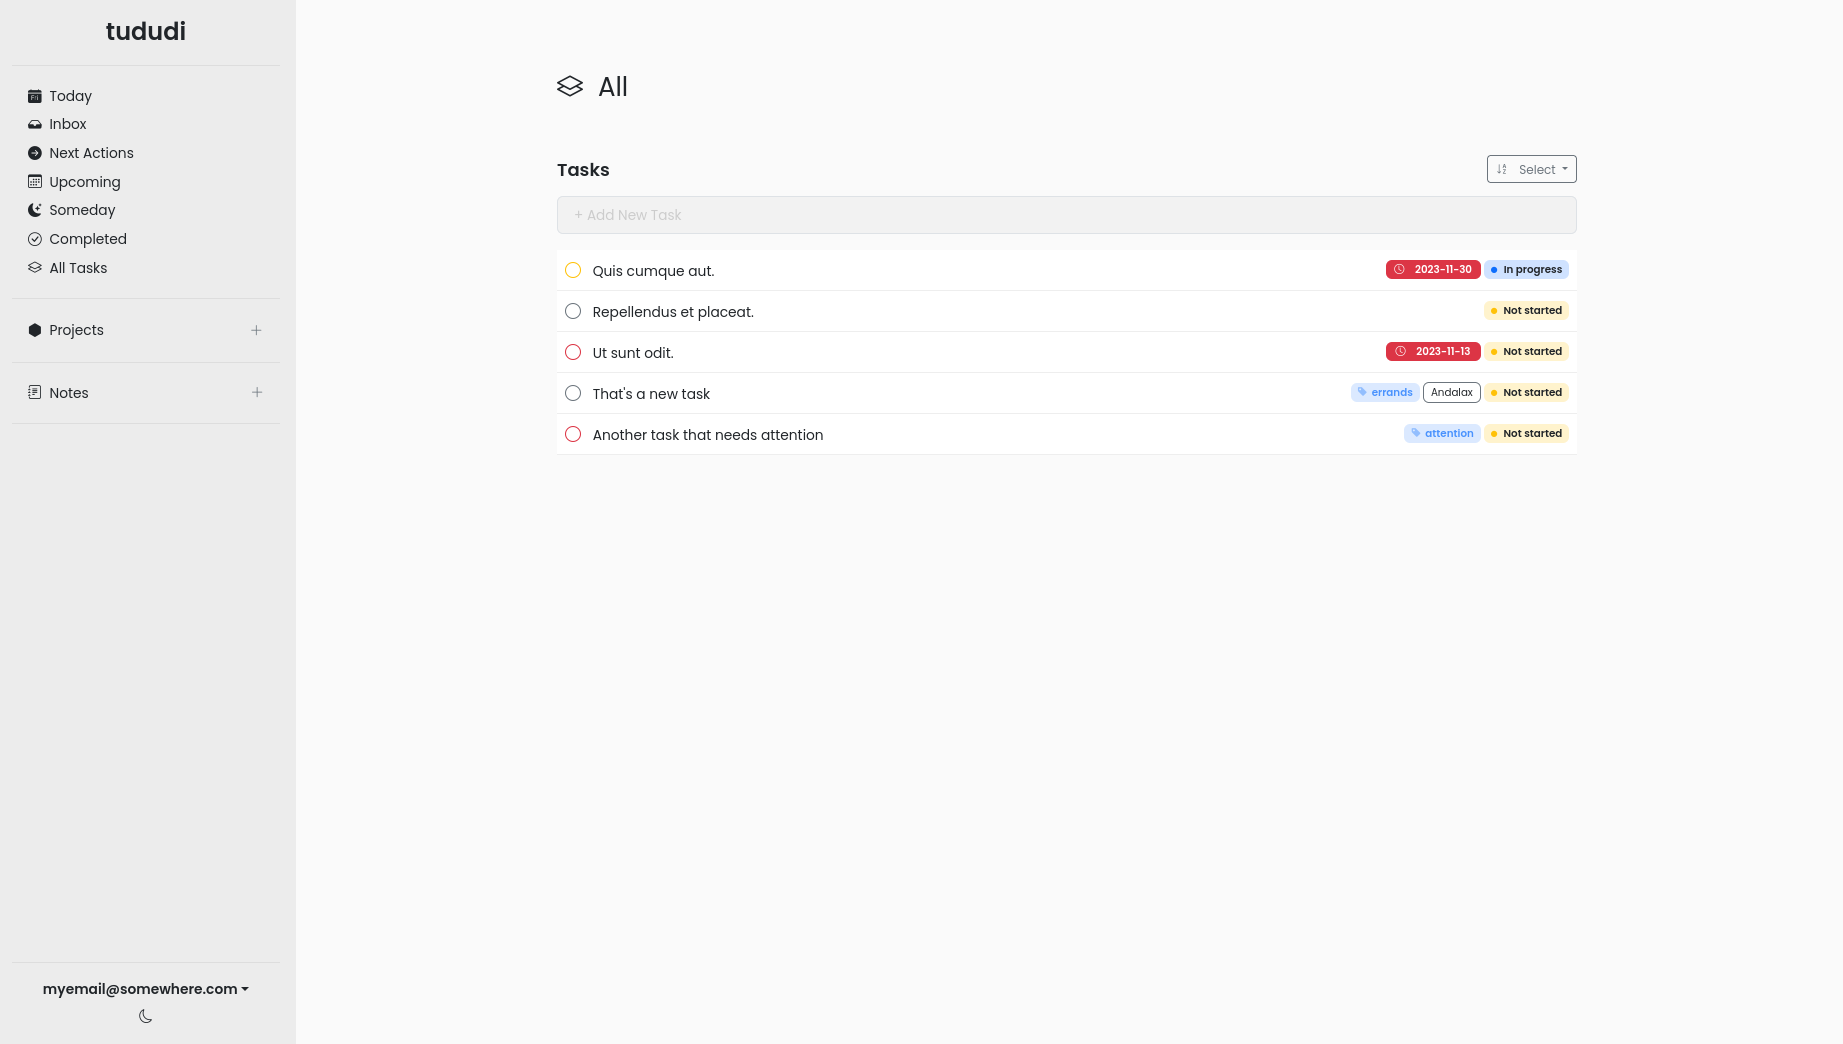 tududi
Today
Inbox
Next Actions
Upcoming
Someday
Completed
All Tasks
Projects +
Notes +
myemail@somewhere.com
All
Tasks
Select
+ Add New Task
Quis cumque aut. 2023-11-30 In progress
Repellendus et placeat. Not started
Ut sunt odit. 2023-11-13 Not started
That's a new task errands Andalax Not started
Another task that needs attention attention Not started